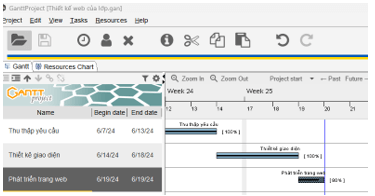 GanttProject [Thiết kế web của lớp.gan]
Project Edit View Tasks Resources Help
Gantt Resources Chart
Zoom In Zoom Out Project start ← Past Future →
GANTT project
Week 24 Week 25
Name Begin date End date
12 13 14 17 18 19 20 21
Thu thập yêu cầu 6/7/24 6/13/24
Thu thập yêu cầu
[ 100% ]
Thiết kế giao diện 6/14/24 6/18/24
Thiết kế giao diện
[ 100% ]
Phát triển trang web 6/19/24 6/19/24
Phát triển trang web
[ 80% ]